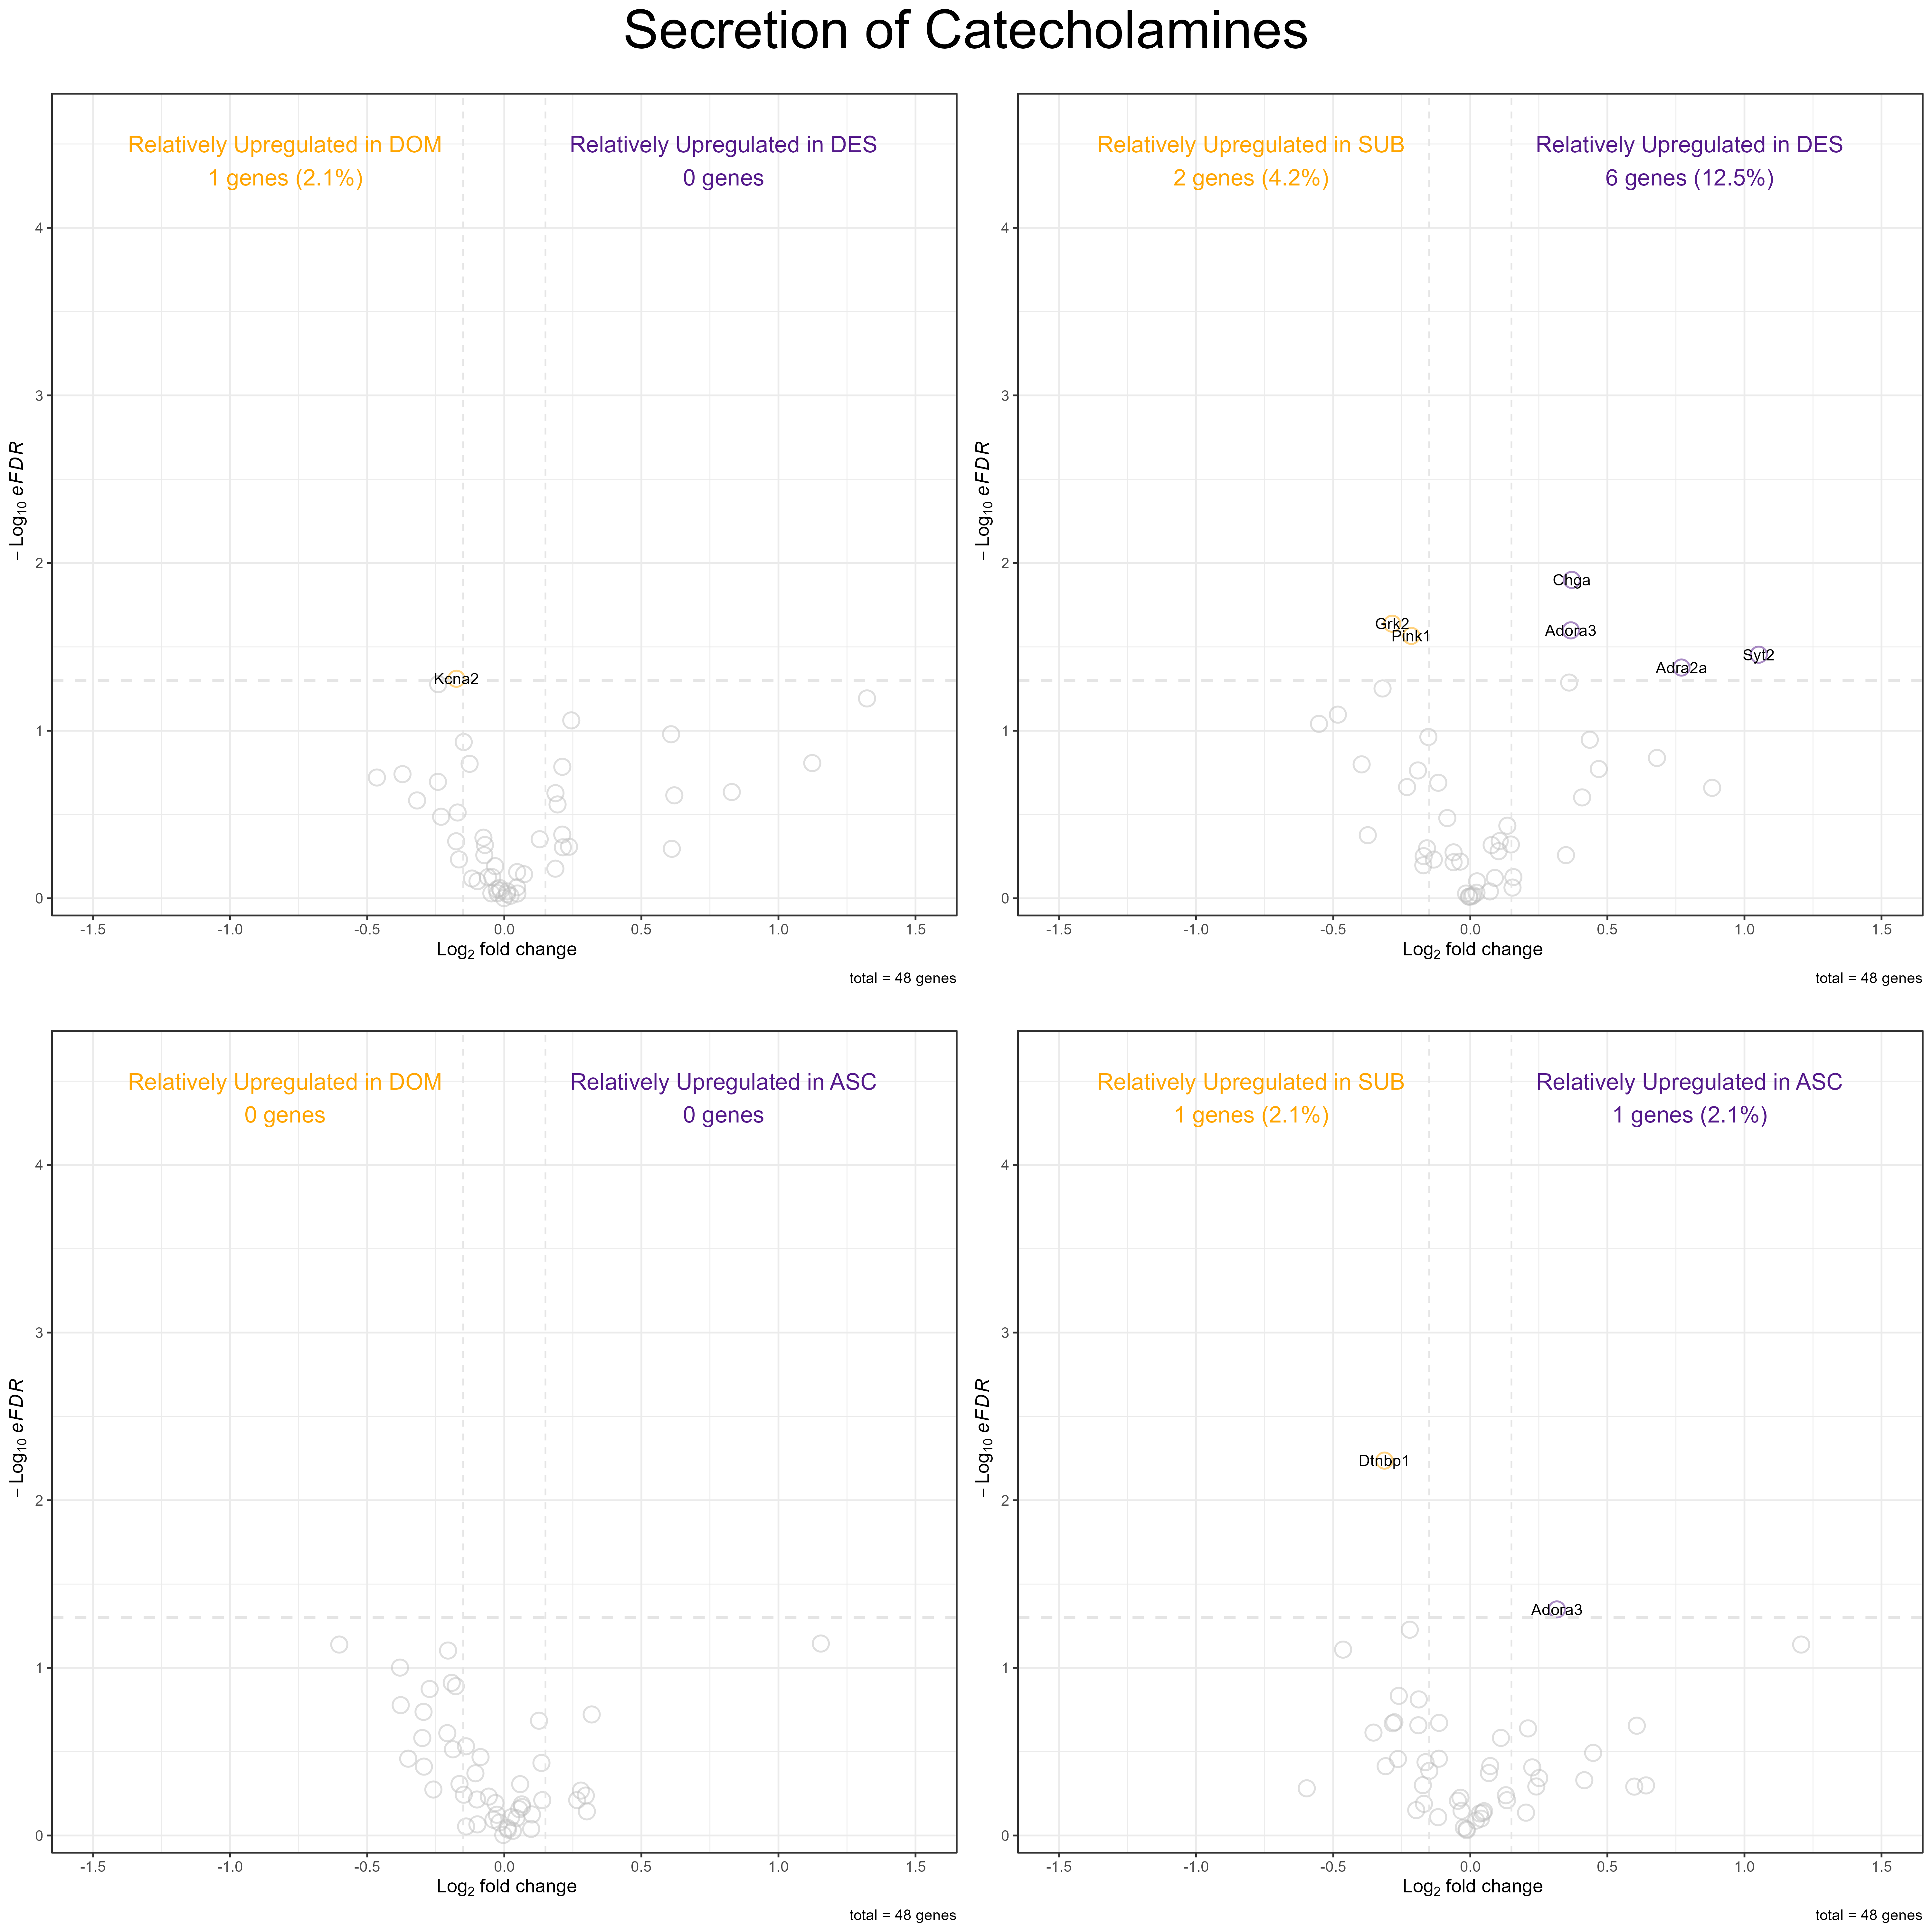 Secretion of Catecholamines
Relatively Upregulated in DOM
1 genes (2.1%)
Relatively Upregulated in DES
0 genes
4
3
2
1
0
− Log10 eFDR
Kcna2
-1.5 -1.0 -0.5 0.0 0.5 1.0 1.5
Log2 fold change
total = 48 genes
Relatively Upregulated in SUB
2 genes (4.2%)
Relatively Upregulated in DES
6 genes (12.5%)
4
3
2
1
0
− Log10 eFDR
Chga
Grk2
Adora3
Pink1
Syt2
Adra2a
-1.5 -1.0 -0.5 0.0 0.5 1.0 1.5
Log2 fold change
total = 48 genes
Relatively Upregulated in DOM
0 genes
Relatively Upregulated in ASC
0 genes
4
3
2
1
0
− Log10 eFDR
-1.5 -1.0 -0.5 0.0 0.5 1.0 1.5
Log2 fold change
total = 48 genes
Relatively Upregulated in SUB
1 genes (2.1%)
Relatively Upregulated in ASC
1 genes (2.1%)
4
3
2
1
0
− Log10 eFDR
Dtnbp1
Adora3
-1.5 -1.0 -0.5 0.0 0.5 1.0 1.5
Log2 fold change
total = 48 genes